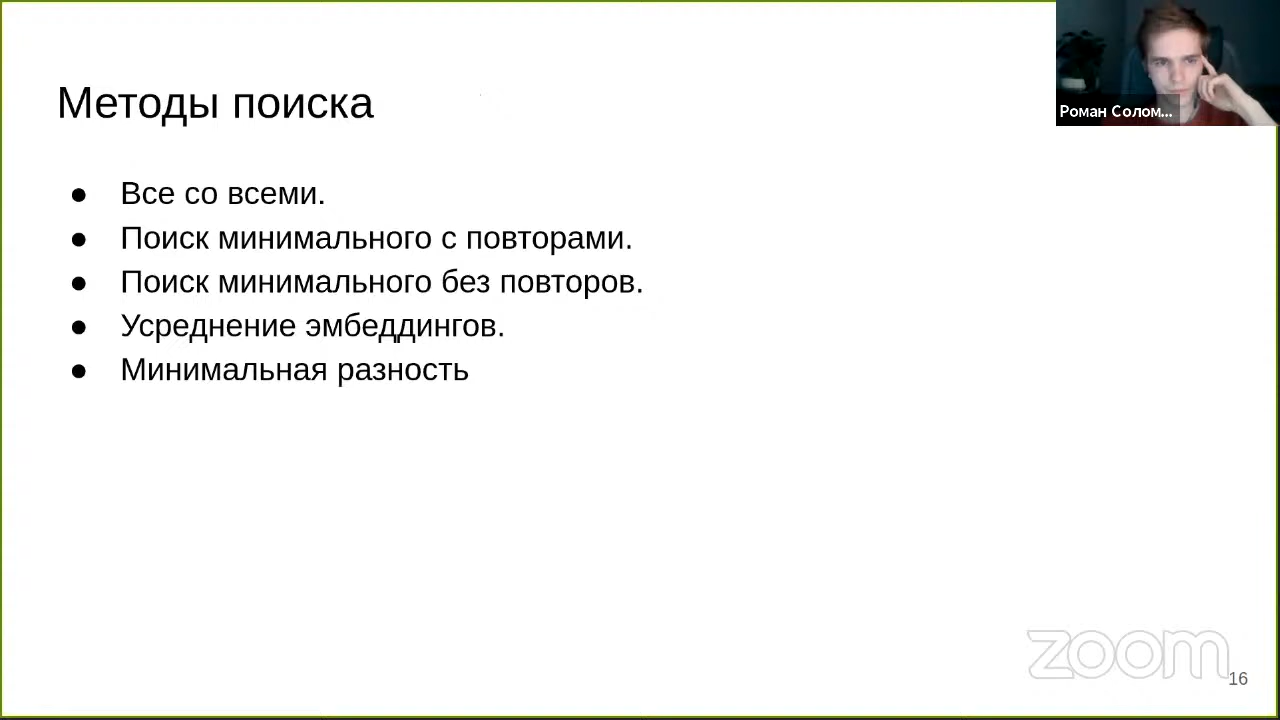 Методы поиска
Роман Солом...
● Все со всеми.
● Поиск минимального с повторами.
● Поиск минимального без повторов.
● Усреднение эмбеддингов.
● Минимальная разность
zoom
16